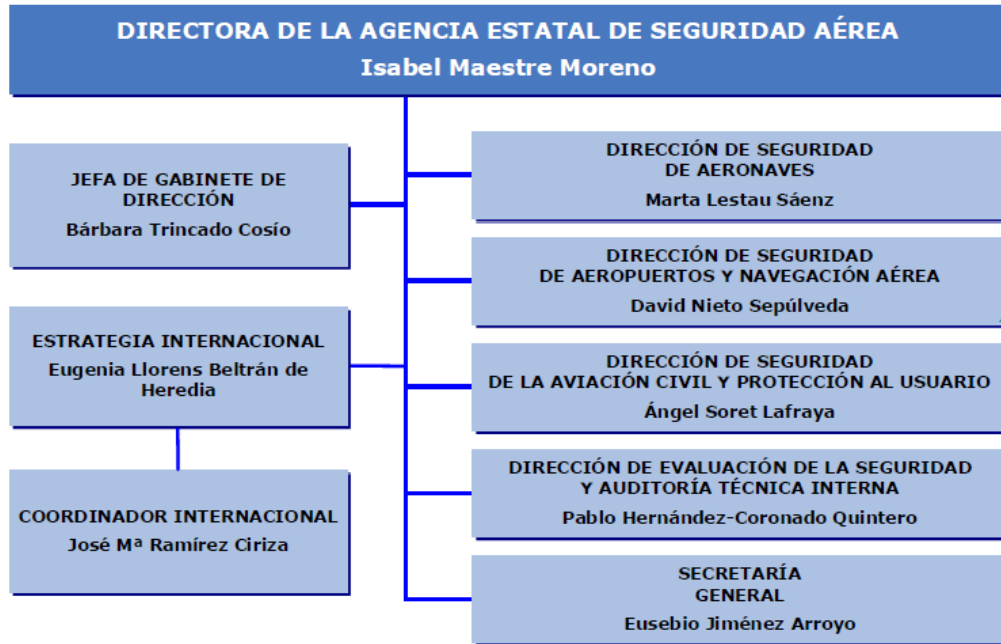 DIRECTORA DE LA AGENCIA ESTATAL DE SEGURIDAD AÉREA
Isabel Maestre Moreno
JEFA DE GABINETE DE
DIRECCIÓN
Bárbara Trincado Cosío
ESTRATEGIA INTERNACIONAL
Eugenia Llorens Beltrán de
Heredia
COORDINADOR INTERNACIONAL
José Mª Ramírez Ciriza
DIRECCIÓN DE SEGURIDAD
DE AERONAVES
Marta Lestau Sáenz
DIRECCIÓN DE SEGURIDAD
DE AEROPUERTOS Y NAVEGACIÓN AÉREA
David Nieto Sepúlveda
DIRECCIÓN DE SEGURIDAD
DE LA AVIACIÓN CIVIL Y PROTECCIÓN AL USUARIO
Ángel Soret Lafraya
DIRECCIÓN DE EVALUACIÓN DE LA SEGURIDAD
Y AUDITORÍA TÉCNICA INTERNA
Pablo Hernández-Coronado Quintero
SECRETARÍA
GENERAL
Eusebio Jiménez Arroyo